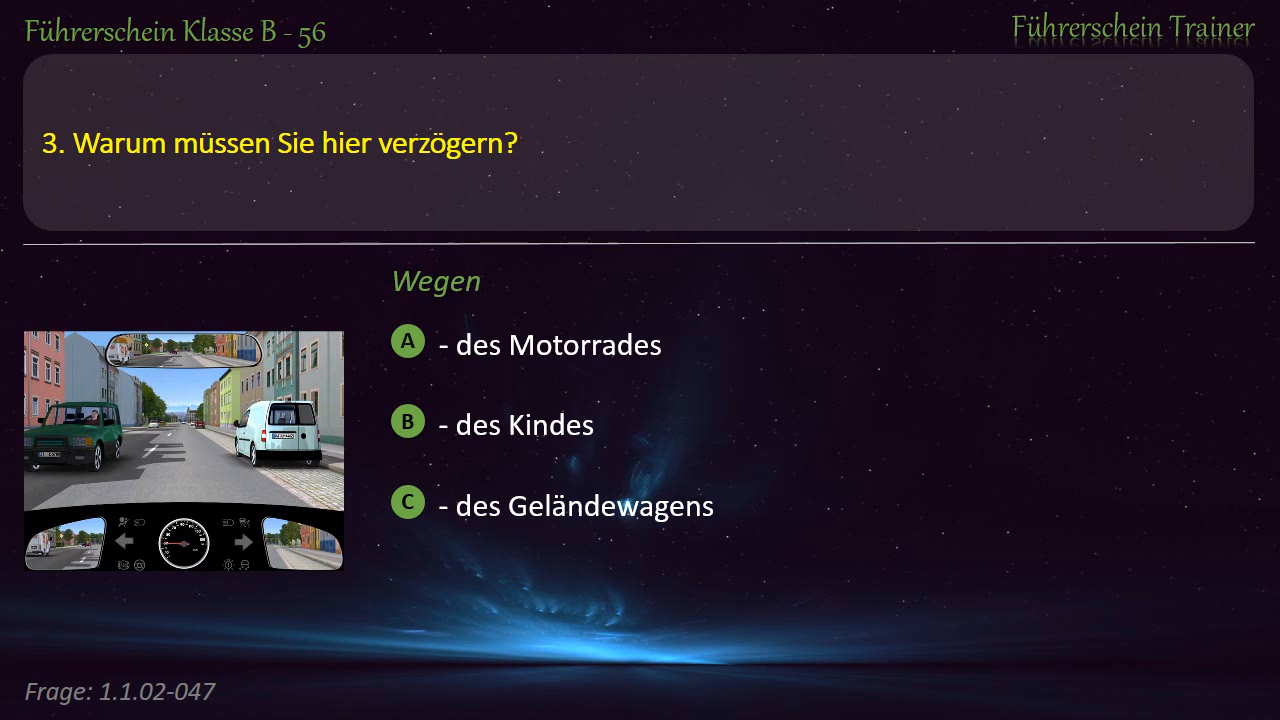 Führerschein Klasse B - 56
Führerschein Trainer
3. Warum müssen Sie hier verzögern?
Wegen
A - des Motorrades
B - des Kindes
C - des Geländewagens
Frage: 1.1.02-047